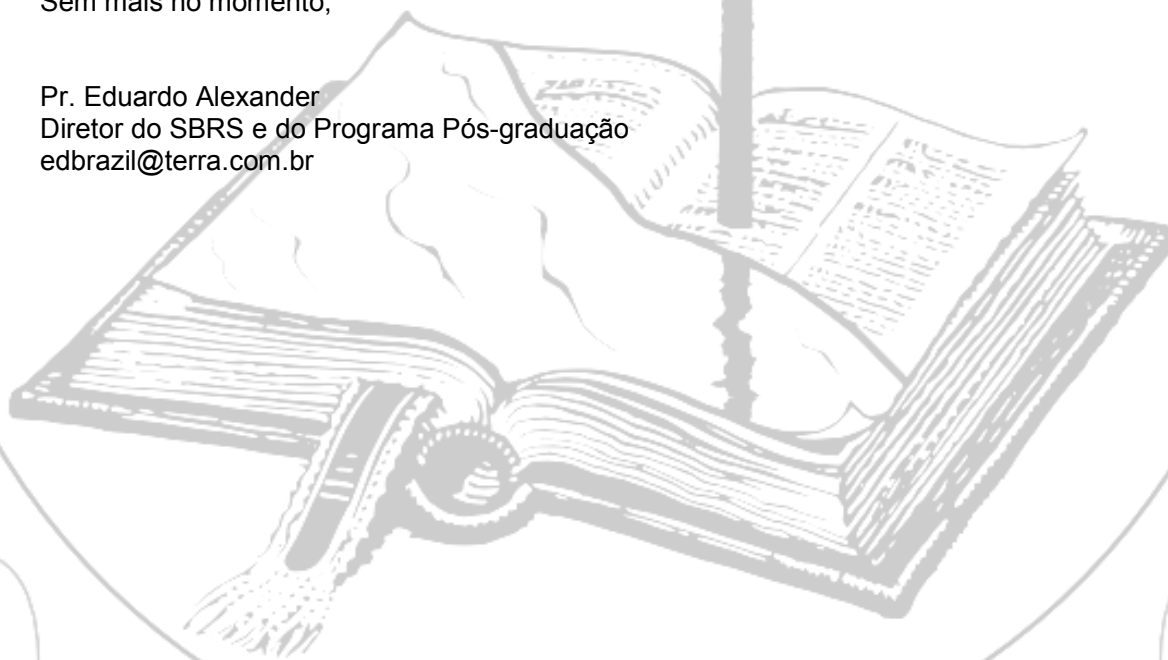 Sem mais no momento,
Pr. Eduardo Alexander
Diretor do SBRS e do Programa Pós-graduação
edbrazil@terra.com.br